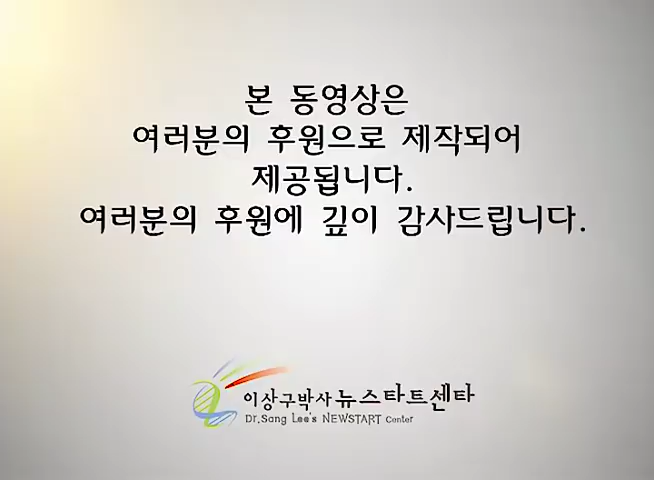 본 동영상은
여러분의 후원으로 제작되어
제공됩니다.
여러분의 후원에 깊이 감사드립니다.
이상구박사 뉴스타트센타
Dr.Sang Lee's NEWSTART Center